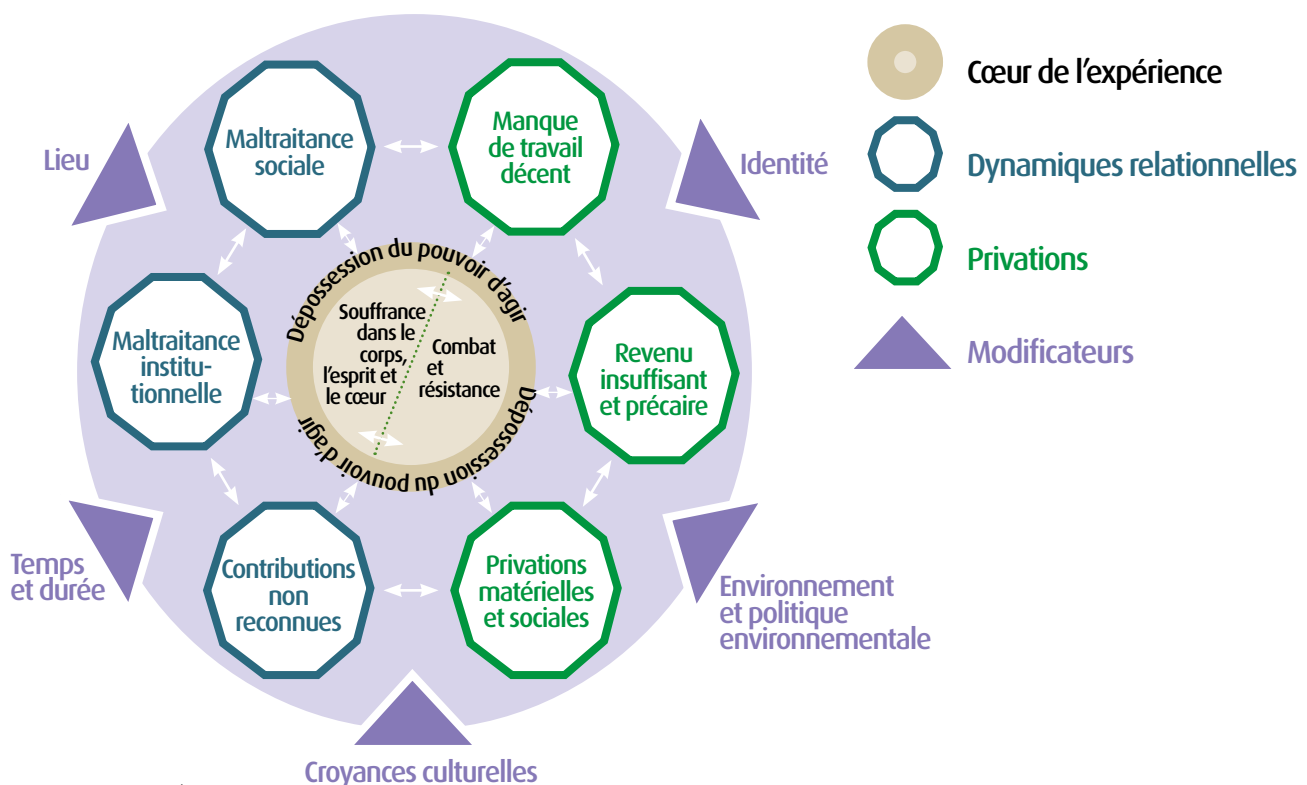 Maltraitance
sociale
Manque
de travail
décent
Lieu
Identité
Maltraitance
institu-
tionnelle
Dépossession du pouvoir d'agir
Souffrance
dans le
corps,
l'esprit et
le cœur
Combat
et
résistance
Dépossession du pouvoir d'agir
Revenu
insuffisant
et précaire
Temps
et durée
Contributions
non
reconnues
Privations
matérielles
et sociales
Environnement
et politique
environnementale
Croyances culturelles
Cœur de l'expérience
Dynamiques relationnelles
Privations
Modificateurs